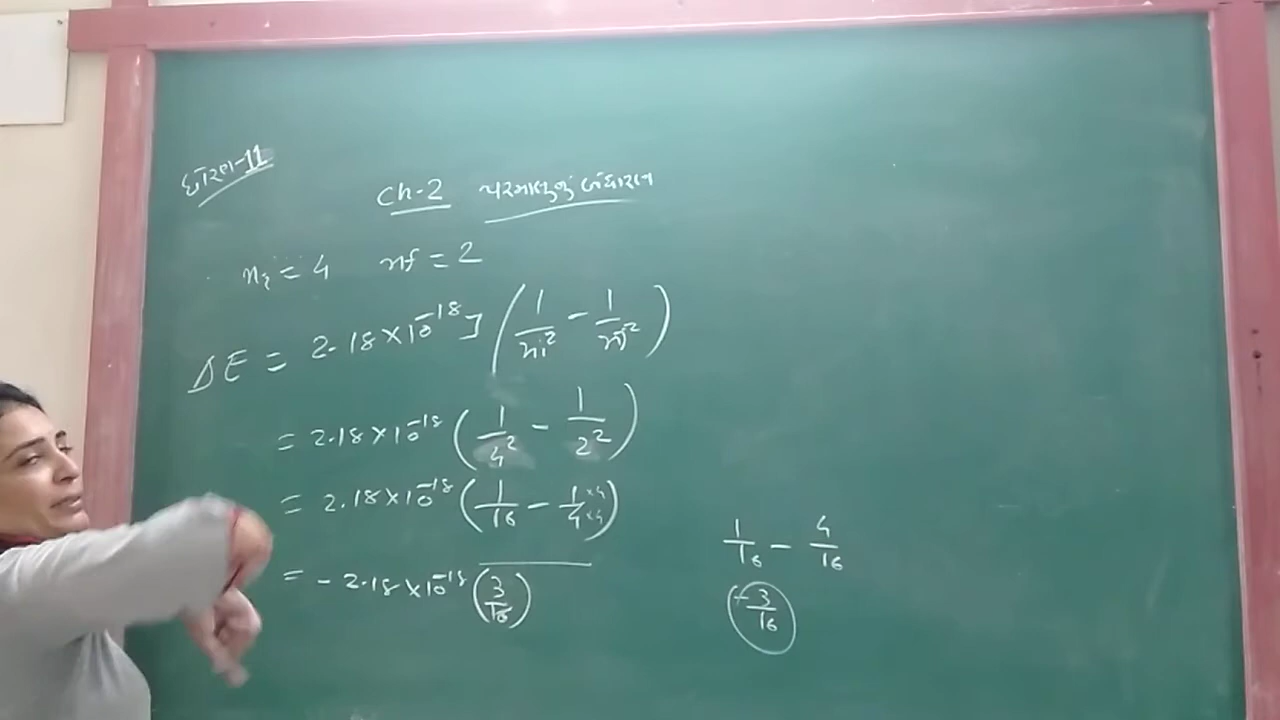 ધોરણ-11
Ch-2 પરમાણુનું બંધારણ
ni = 4 nf = 2
ΔE = 2.18 × 10⁻¹⁸ J (1/ni² - 1/nf²)
= 2.18 × 10⁻¹⁸ (1/4² - 1/2²)
= 2.18 × 10⁻¹⁸ (1/16 - 1×4/4×4)
= - 2.18 × 10⁻¹⁸ (3/16)
1/16 - 4/16
-3/16